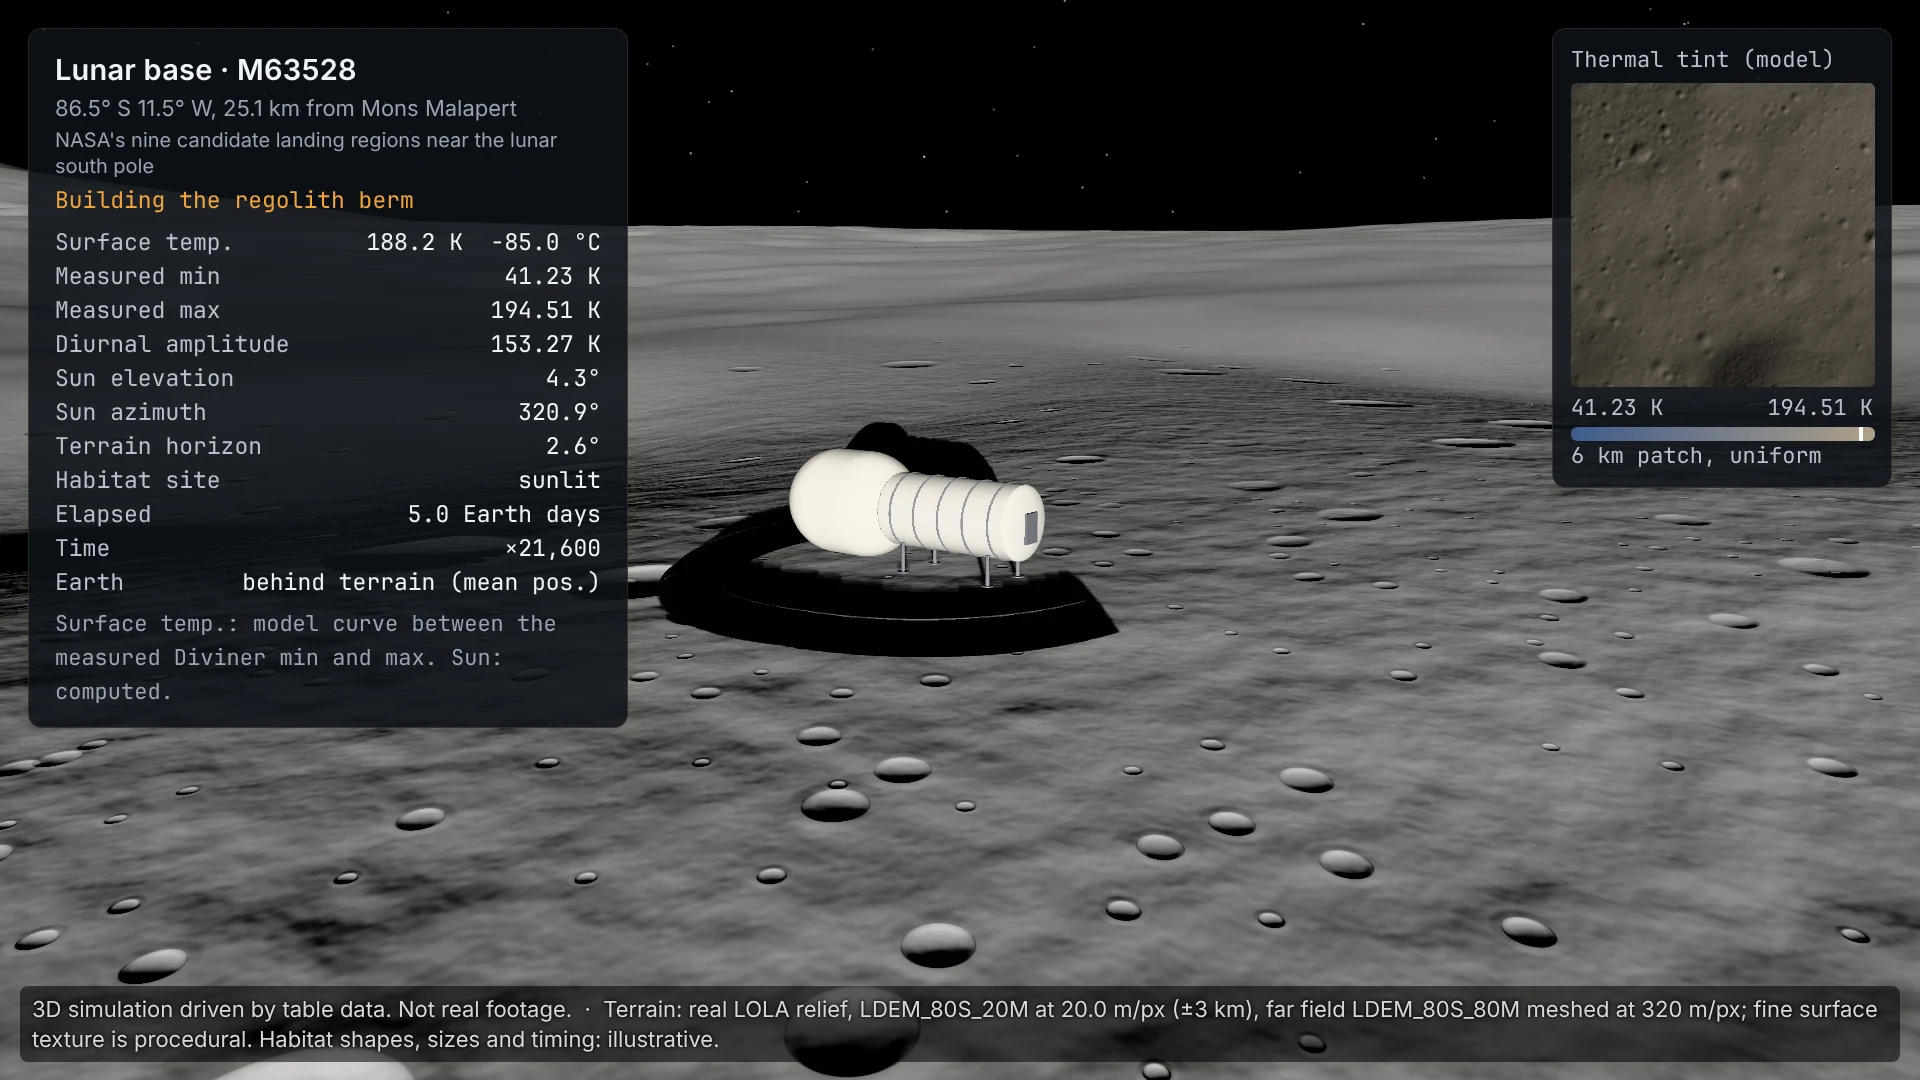 Lunar base · M63528
86.5° S 11.5° W, 25.1 km from Mons Malapert
NASA's nine candidate landing regions near the lunar
south pole
Building the regolith berm
Surface temp. 188.2 K -85.0 °C
Measured min 41.23 K
Measured max 194.51 K
Diurnal amplitude 153.27 K
Sun elevation 4.3°
Sun azimuth 320.9°
Terrain horizon 2.6°
Habitat site sunlit
Elapsed 5.0 Earth days
Time ×21,600
Earth behind terrain (mean pos.)
Surface temp.: model curve between the
measured Diviner min and max. Sun:
computed.
Thermal tint (model)
41.23 K 194.51 K
6 km patch, uniform
3D simulation driven by table data. Not real footage. · Terrain: real LOLA relief, LDEM_80S_20M at 20.0 m/px (±3 km), far field LDEM_80S_80M meshed at 320 m/px; fine surface
texture is procedural. Habitat shapes, sizes and timing: illustrative.